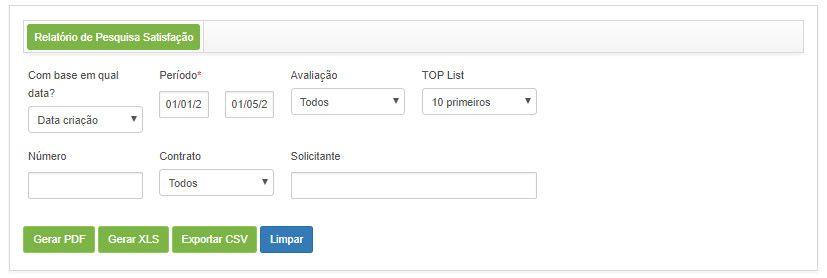 Relatório de Pesquisa Satisfação
Com base em qual data? Período* Avaliação TOP List
Data criação 01/01/2 01/05/2 Todos 10 primeiros
Número Contrato Solicitante
Todos
Gerar PDF Gerar XLS Exportar CSV Limpar